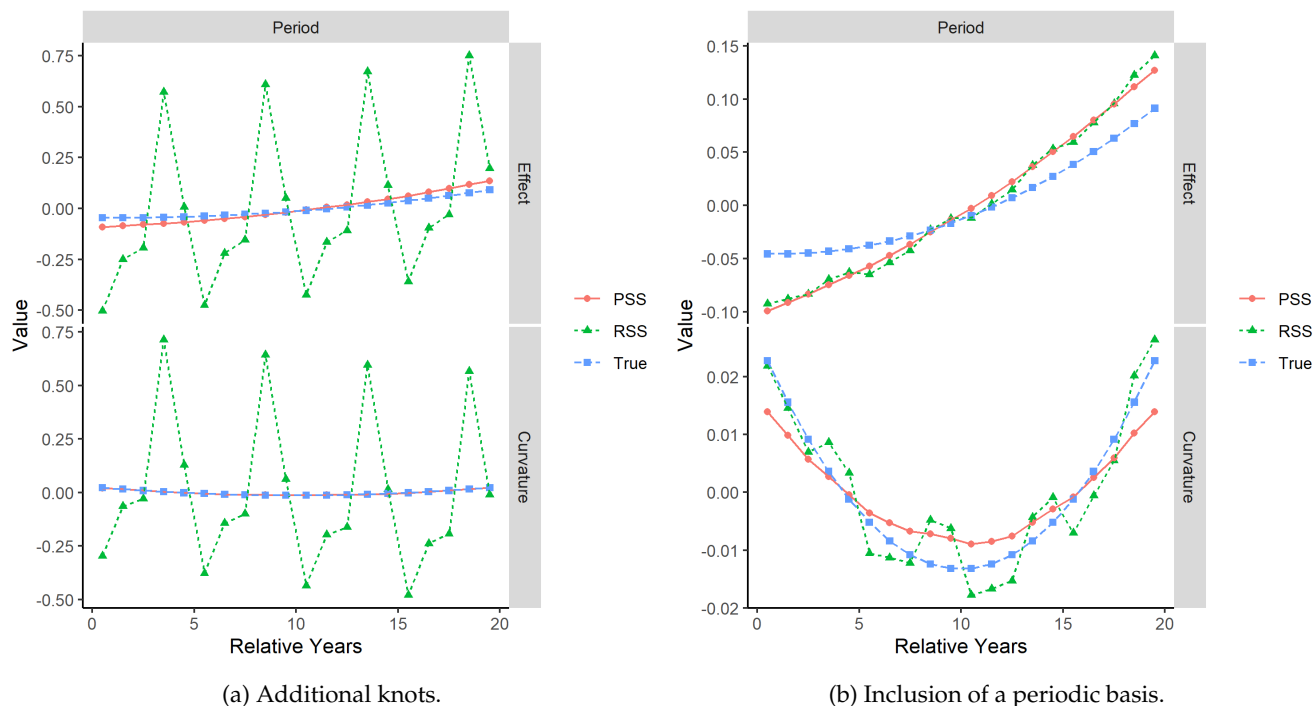 Period
0.75
0.50
0.25
0.00
-0.25
-0.50
Effect
0.75
0.50
0.25
0.00
-0.25
-0.50
Curvature
Value
0
5
10
15
20
Relative Years
PSS
RSS
True
(a) Additional knots.
Period
0.15
0.10
0.05
0.00
-0.05
-0.10
Effect
0.02
0.01
0.00
-0.01
-0.02
Curvature
Value
0
5
10
15
20
Relative Years
PSS
RSS
True
(b) Inclusion of a periodic basis.